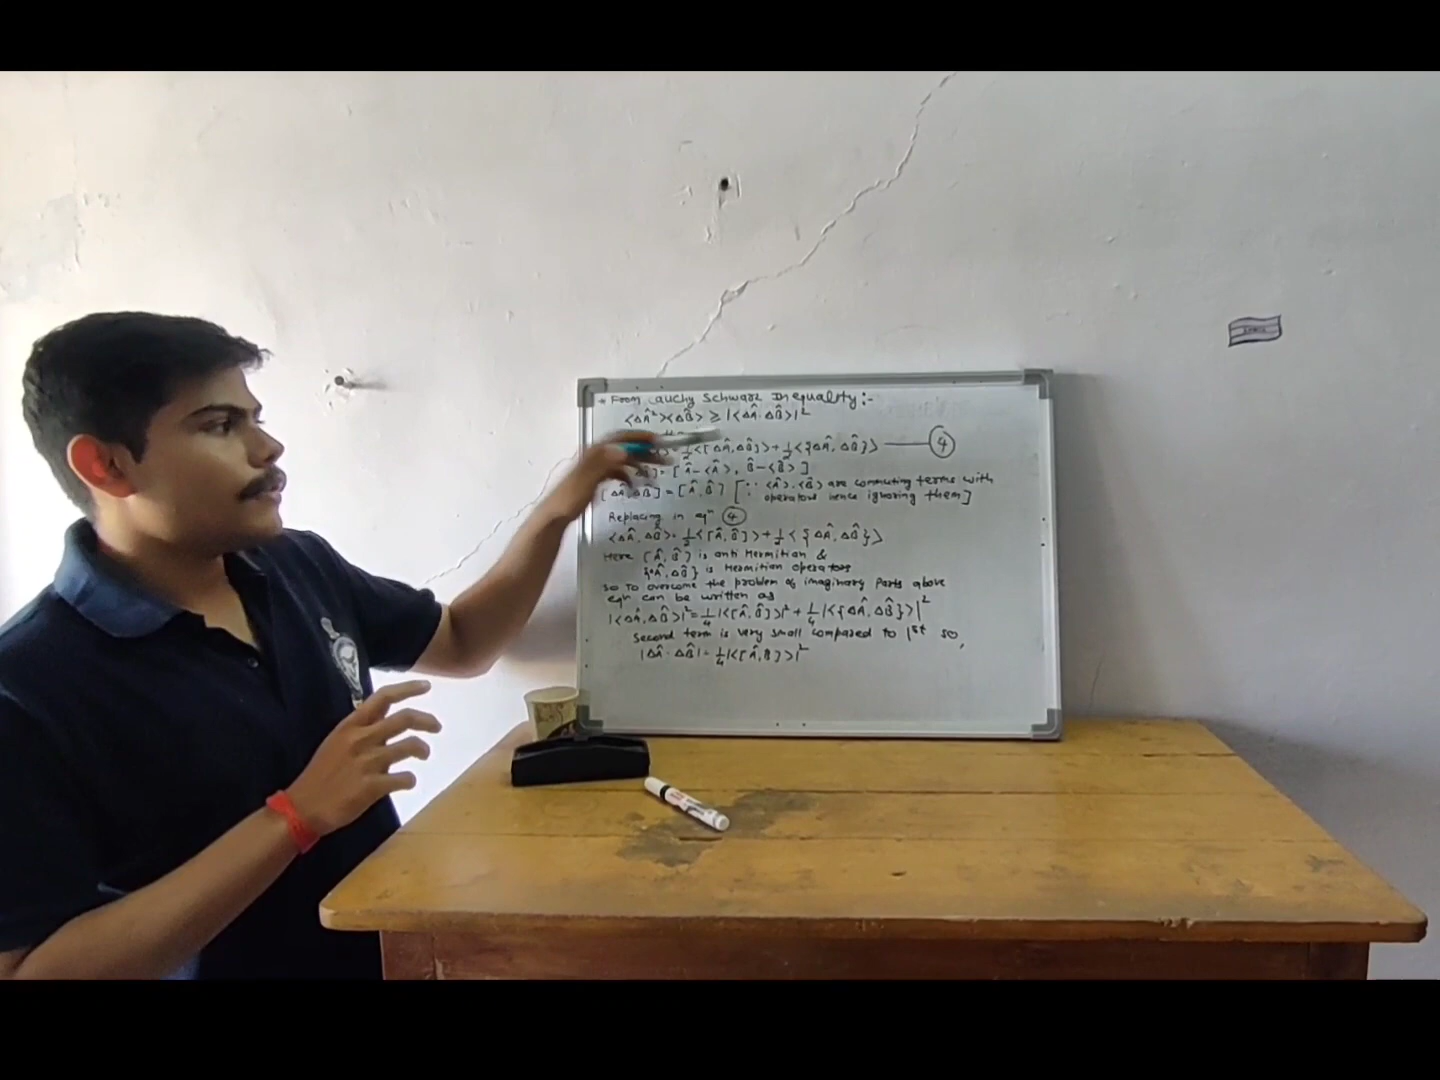 * From Cauchy Schwarz Inequality:-
<ΔÂ²><ΔB̂> ≥ |<ΔÂ·ΔB̂>|²
½<[ΔÂ,ΔB̂]>+½<{ΔÂ,ΔB̂}> — ④
]=[Â-<Â>, B̂-<B̂>]
[ΔÂ,ΔB̂]=[Â,B̂] [∵ <Â>·<B̂> are commuting terms with
operators hence ignoring them]
Replacing in eqⁿ ④
<ΔÂ,ΔB̂>=½<[Â,B̂]>+½<{ΔÂ,ΔB̂}>
Here [Â,B̂] is anti Hermitian &
{ΔÂ,ΔB̂} is Hermitian operators
so To overcome the problem of imaginary parts above
eqn can be written as
|<ΔÂ,ΔB̂>|²=¼|<[Â,B̂]>|²+¼|<{ΔÂ,ΔB̂}>|²
Second term is very small compared to 1st so,
|ΔÂ·ΔB̂|=¼|<[Â,B]>|²